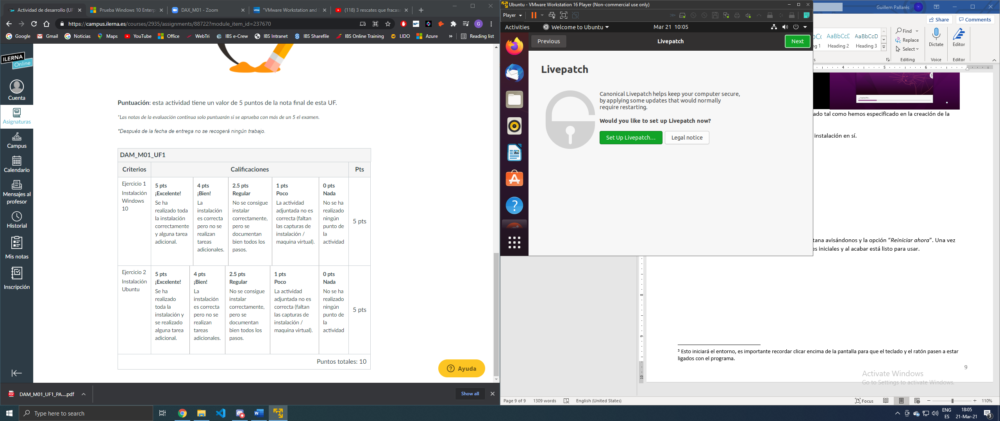 Actividad de desarrollo (UF
Prueba Windows 10 Enterp
DAX_M01 - Zoom
"VMware Workstation and
(118) 3 rescates que fracasa
https://campus.ilerna.es/courses/2935/assignments/88722?module_item_id=237670
Google
Gmail
Noticias
Maps
YouTube
Office
WebTri
IBS e-Crew
IBS Intranet
IBS Sharefile
IBS Online Training
LIDO
Azure
»
Reading list
ILERNA
Online
Cuenta
Asignaturas
Campus
Calendario
Mensajes al
profesor
Historial
Mis notas
Inscripción
Puntuación: esta actividad tiene un valor de 5 puntos de la nota final de esta UF.
*Las notas de la evaluación continua solo puntuarán si se aprueba con más de un 5 el examen.
*Después de la fecha de entrega no se recogerá ningún trabajo.
DAM_M01_UF1
Criterios
Calificaciones
Pts
Ejercicio 1
Instalación
Windows
10
5 pts
¡Excelente!
Se ha
realizado toda
la instalación
correctamente
y alguna tarea
adicional.
4 pts
¡Bien!
La
instalación
es correcta
pero no se
realizan
tareas
adicionales.
2.5 pts
Regular
No se consigue
instalar
correctamente,
pero se
documentan
bien todos los
pasos.
1 pts
Poco
La actividad
adjuntada no es
correcta (faltan
las capturas de
instalación /
maquina virtual).
0 pts
Nada
No se ha
realizado
ningún
punto de
la
actividad
5 pts
Ejercicio 2
Instalación
Ubuntu
5 pts
¡Excelente!
Se ha
realizado
toda la
instalación y
se realizado
alguna tarea
adicional.
4 pts
¡Bien!
La
instalación
es correcta
pero no se
realizan
tareas
adicionales.
2.5 pts
Regular
No se consigue
instalar
correctamente,
pero se
documentan
bien todos los
pasos.
1 pts
Poco
La actividad
adjuntada no es
correcta (faltan
las capturas de
instalación /
maquina virtual).
0 pts
Nada
No se ha
realizado
ningún
punto de
la
actividad
5 pts
Puntos totales: 10
Ayuda
DAM_M01_UF1_PA....pdf
Show all
Ubuntu - VMware Workstation 16 Player (Non-commercial use only)
Player
Activities
Welcome to Ubuntu
Mar 21 10:05
Previous
Livepatch
Next
Livepatch
Canonical Livepatch helps keep your computer secure,
by applying some updates that would normally
require restarting.
Would you like to set up Livepatch now?
Set Up Livepatch...
Legal notice
Guillem Pallarés
Share
Comments
AaBbCcD
AaBbCcD
ng 1
Heading 2
Heading 3
Find
Replace
Select
Editing
Dictate
Voice
Editor
Editor
4 5 6
ado tal como hemos especificado en la creación de la
instalación en sí.
tana avisándonos y la opción “Reiniciar ahora”. Una vez
es iniciales y al acabar está listo para usar.
8
9
10
3 Esto iniciará el entorno, es importante recordar clicar encima de la pantalla para que el teclado y el ratón pasen a estar
ligados con el programa.
9
Activate Windows
Go to Settings to activate Windows.
Page 9 of 9
1309 words
English (United States)
Focus
110%
Type here to search
ENG
ES
18:05
21-Mar-21
3